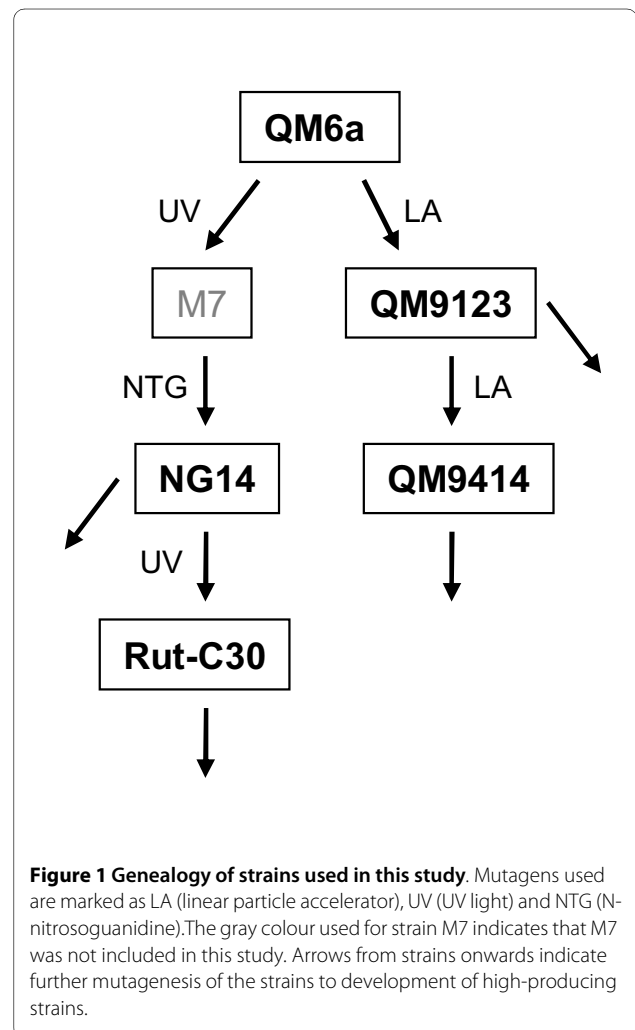 QM6a
UV
LA
M7
QM9123
NTG
LA
NG14
QM9414
UV
Rut-C30
Figure 1 Genealogy of strains used in this study. Mutagens used
are marked as LA (linear particle accelerator), UV (UV light) and NTG (N-
nitrosoguanidine).The gray colour used for strain M7 indicates that M7
was not included in this study. Arrows from strains onwards indicate
further mutagenesis of the strains to development of high-producing
strains.